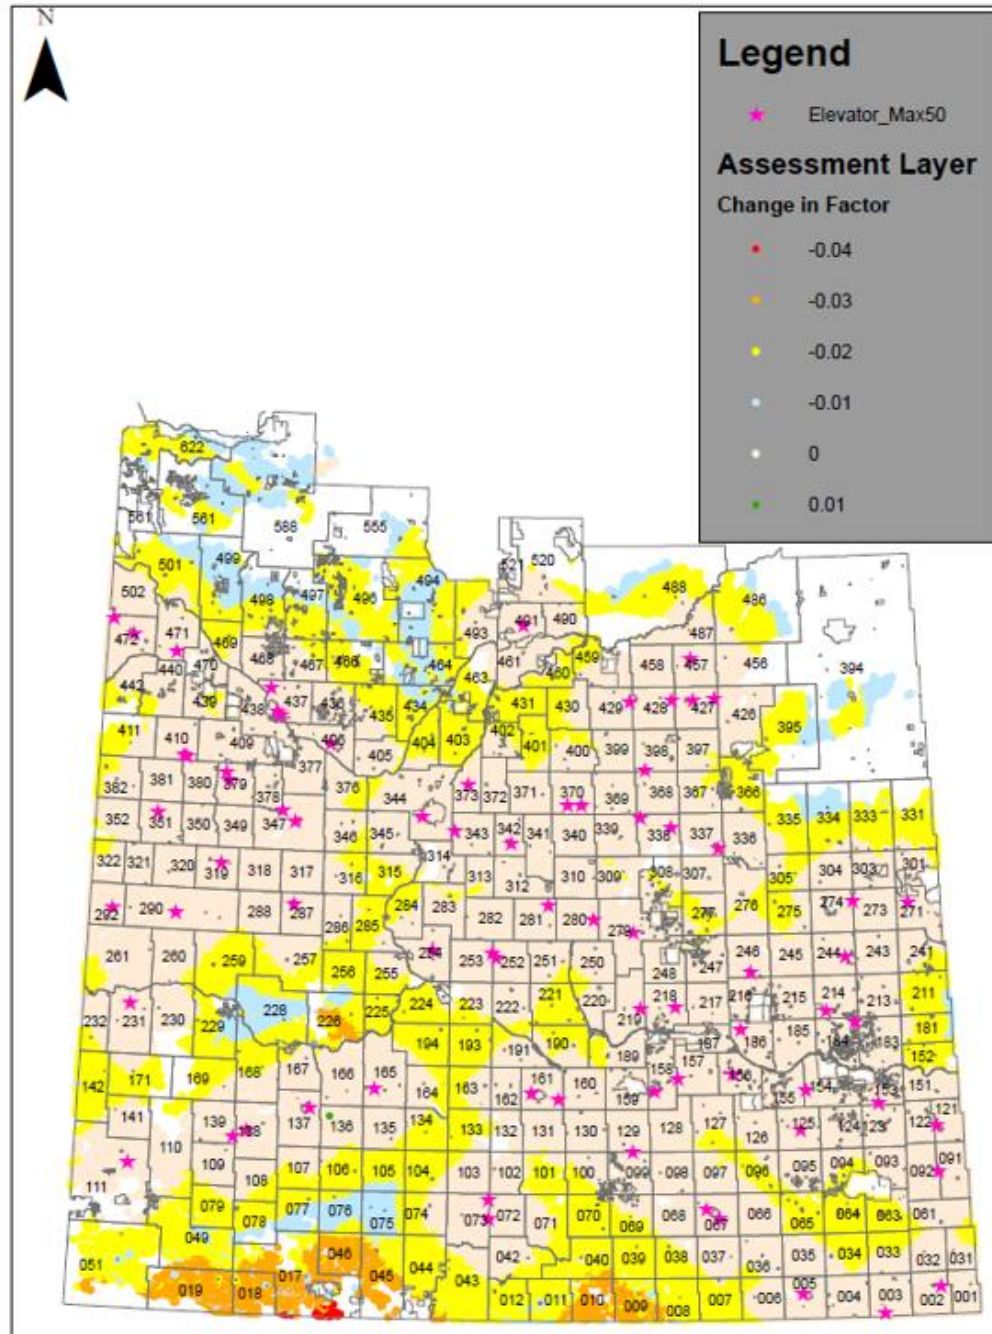 N
Legend
Elevator_Max50
Assessment Layer
Change in Factor
-0.04
-0.03
-0.02
-0.01
0
0.01
622
561 561 588 555
501 499 498 497 496 494 521 520 488 486
502 493 491 490 487
472 471 469 468 467 466 464 461 460 459 458 457 456
440 470 463 394
442 439 438 437 436 435 434 431 430 429 428 427 426 395
411 410 409 406 405 404 403 402 401 400 399 398 397
382 381 380 379 378 377 376 344 373 372 371 370 369 368 367 366
352 351 350 349 347 346 345 343 342 341 340 339 338 337 336 335 334 333 331
322 321 320 319 318 317 316 315 314 313 312 310 309 308 307 305 304 303 301
292 290 288 287 286 285 284 283 282 281 280 279 277 276 275 274 273 271
261 260 259 257 256 255 254 253 252 251 250 248 247 246 245 244 243 241
232 231 230 229 228 226 225 224 223 222 221 220 219 218 217 216 215 214 213 211
194 193 191 190 189 187 186 185 184 183 181
142 171 169 168 167 166 165 164 163 162 161 160 159 158 157 156 155 154 153 152 151
141 139 138 137 136 135 134 133 132 131 130 129 128 127 126 125 124 123 122 121
111 110 109 108 107 106 105 104 103 102 101 100 099 098 097 096 095 094 093 092 091
079 078 077 076 075 074 073 072 071 070 069 068 067 066 065 064 063 061
051 049 046 045 044 043 042 040 039 038 037 036 035 034 033 032 031
019 018 017 012 011 010 009 008 007 006 005 004 003 002 001